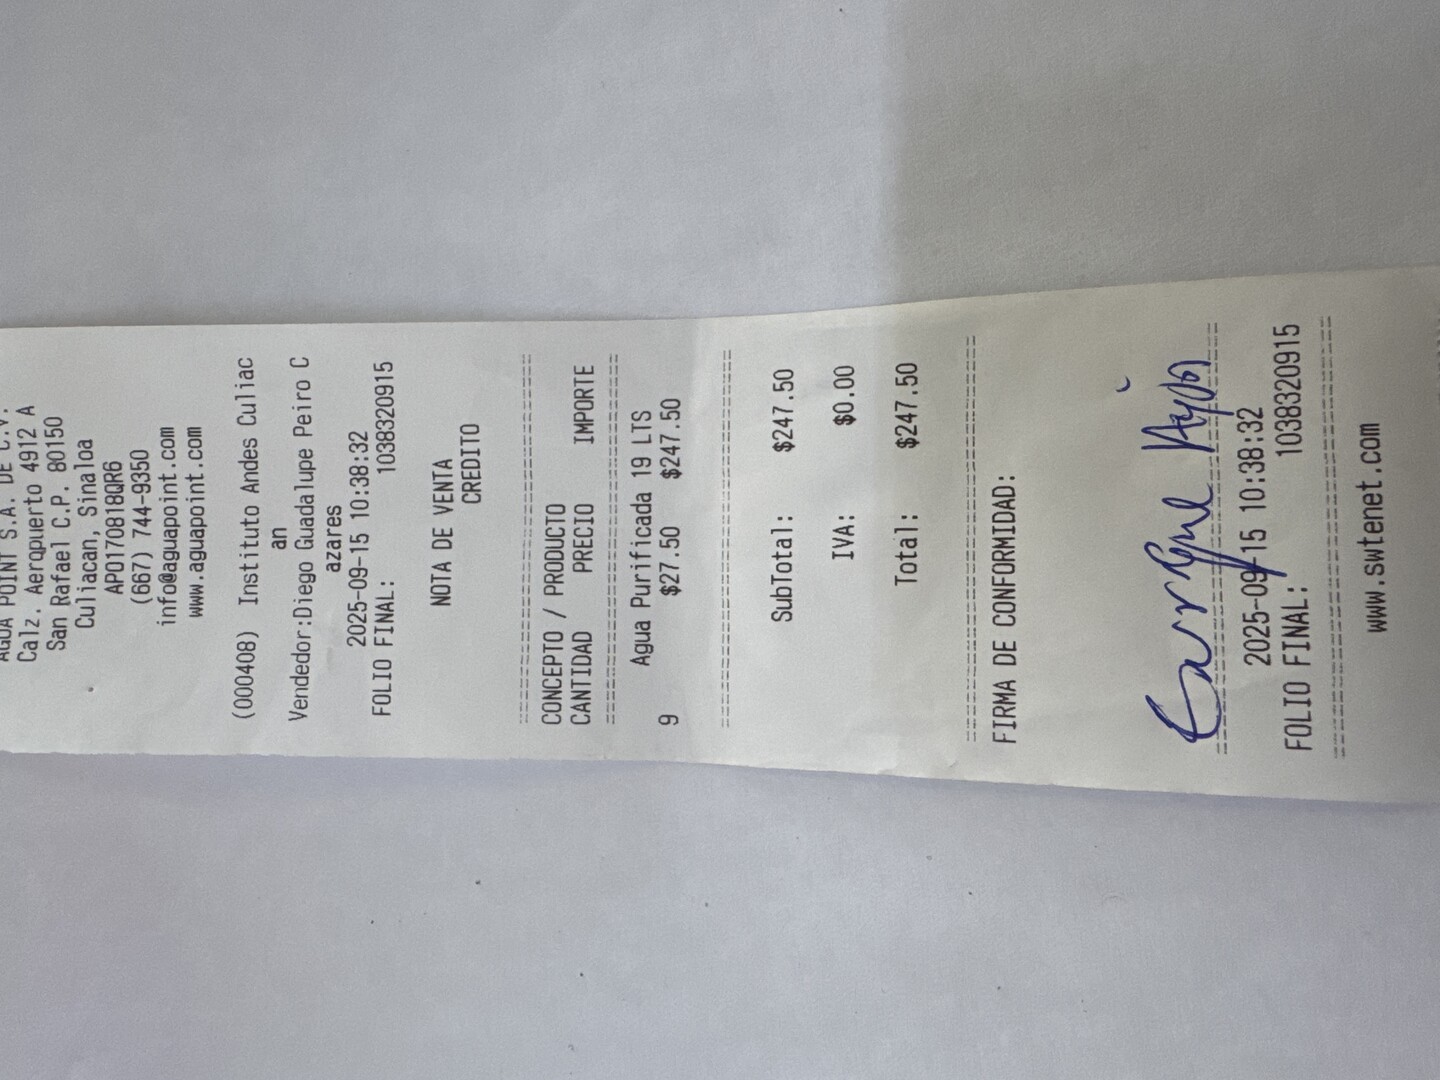 AGUA POINT S.A. DE C.V.
Calz. Aeropuerto 4912 A
San Rafael C.P. 80150
Culiacan, Sinaloa
APO170818QR6
(667) 744-9350
info@aguapoint.com
www.aguapoint.com
(000408) Instituto Andes Culiac
an
Vendedor:Diego Guadalupe Peiro C
azares
2025-09-15 10:38:32
FOLIO FINAL: 1038320915
NOTA DE VENTA
CREDITO
CONCEPTO / PRODUCTO
CANTIDAD PRECIO IMPORTE
Agua Purificada 19 LTS
9 $27.50 $247.50
SubTotal: $247.50
IVA: $0.00
Total: $247.50
FIRMA DE CONFORMIDAD:
2025-09-15 10:38:32
FOLIO FINAL: 1038320915
www.swtenet.com